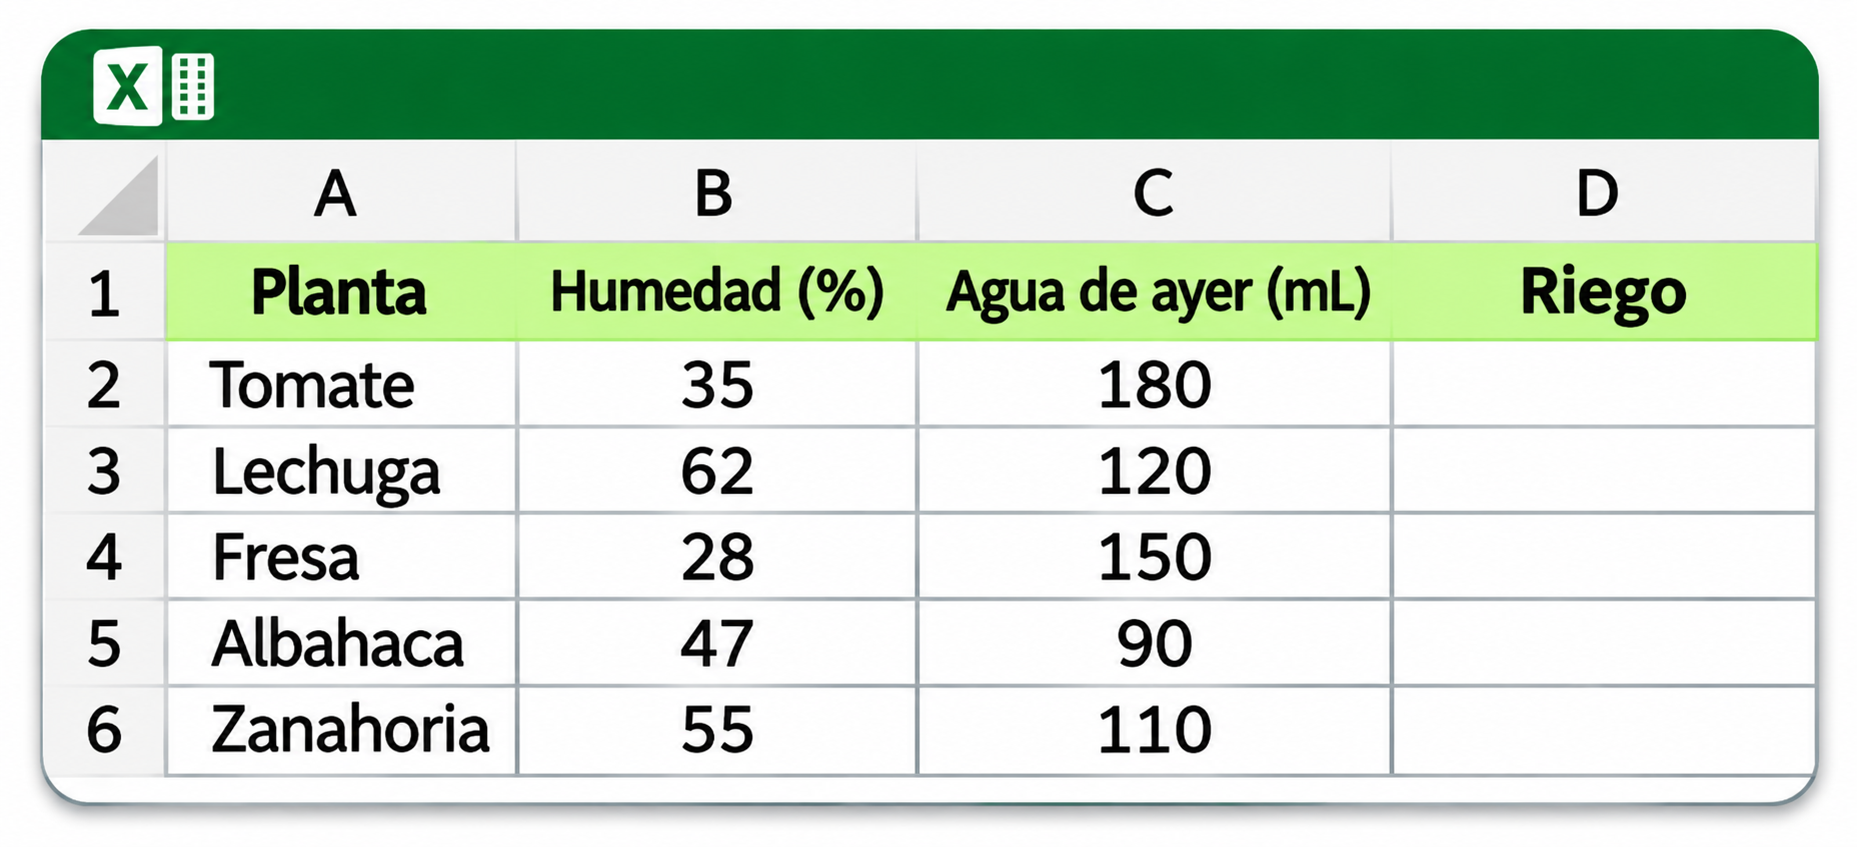 X
A B C D
1 Planta Humedad (%) Agua de ayer (mL) Riego
2 Tomate 35 180
3 Lechuga 62 120
4 Fresa 28 150
5 Albahaca 47 90
6 Zanahoria 55 110